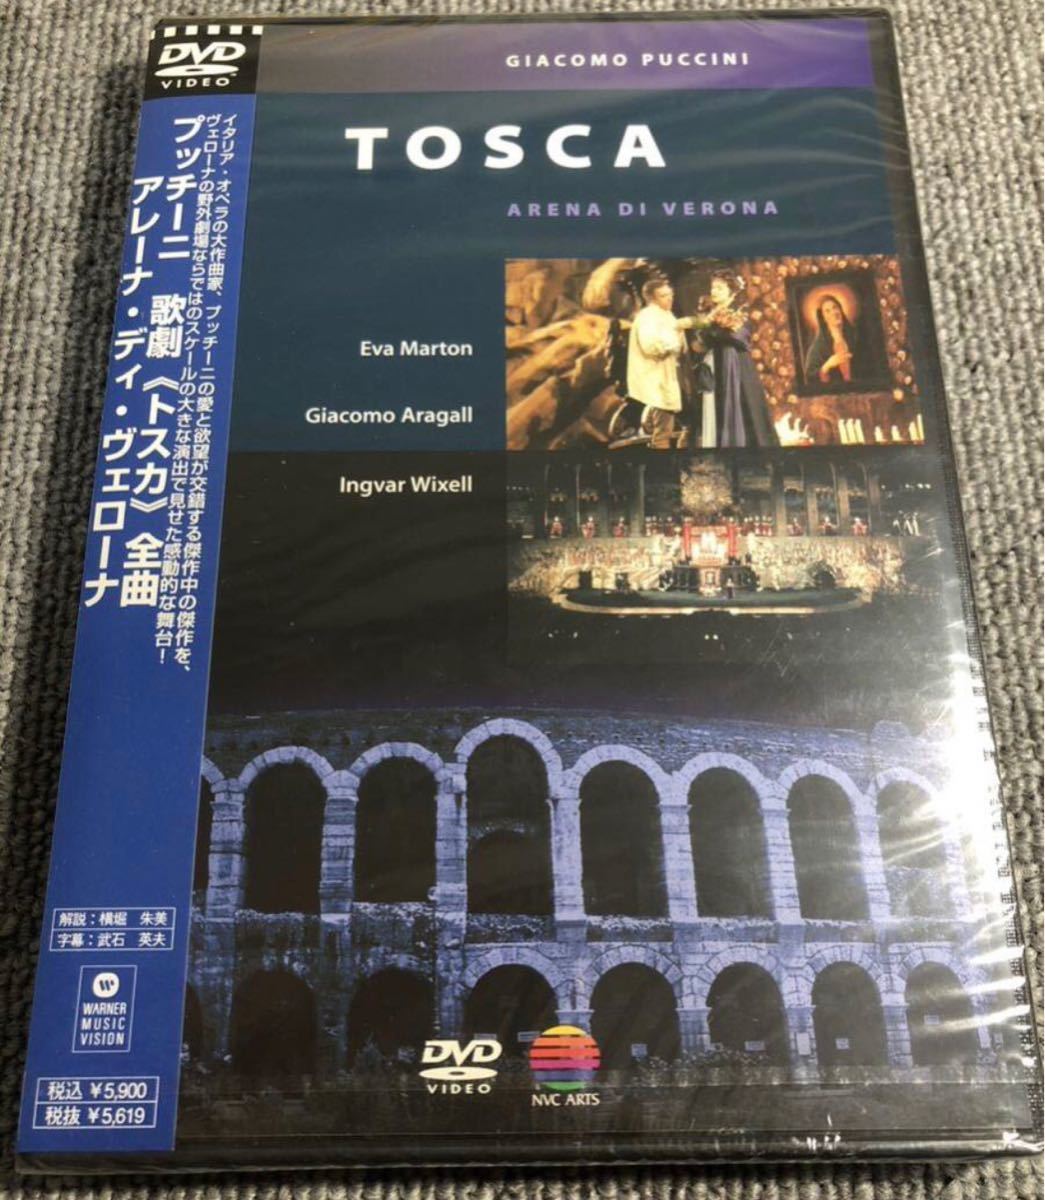 DVD
VIDEO
GIACOMO PUCCINI
TOSCA
ARENA DI VERONA
Eva Marton
Giacomo Aragall
Ingvar Wixell
イタリア・オペラの大作曲家、プッチーニの愛と欲望が交錯する傑作中の傑作を、
ヴェローナの野外劇場ならではのスケールの大きな演出で見せた感動的な舞台！
プッチーニ 歌劇《トスカ》全曲
アレーナ・ディ・ヴェローナ
解説：横堀 朱美
字幕：武石 英夫
WARNER
MUSIC
VISION
税込 ¥5,900
税抜 ¥5,619
DVD
VIDEO
NVC ARTS